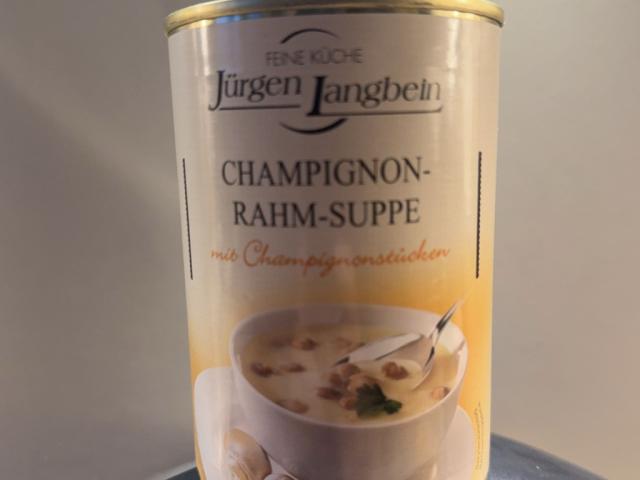 FEINE KÜCHE
Jürgen Langbein
CHAMPIGNON-
RAHM-SUPPE
mit Champignonstücken